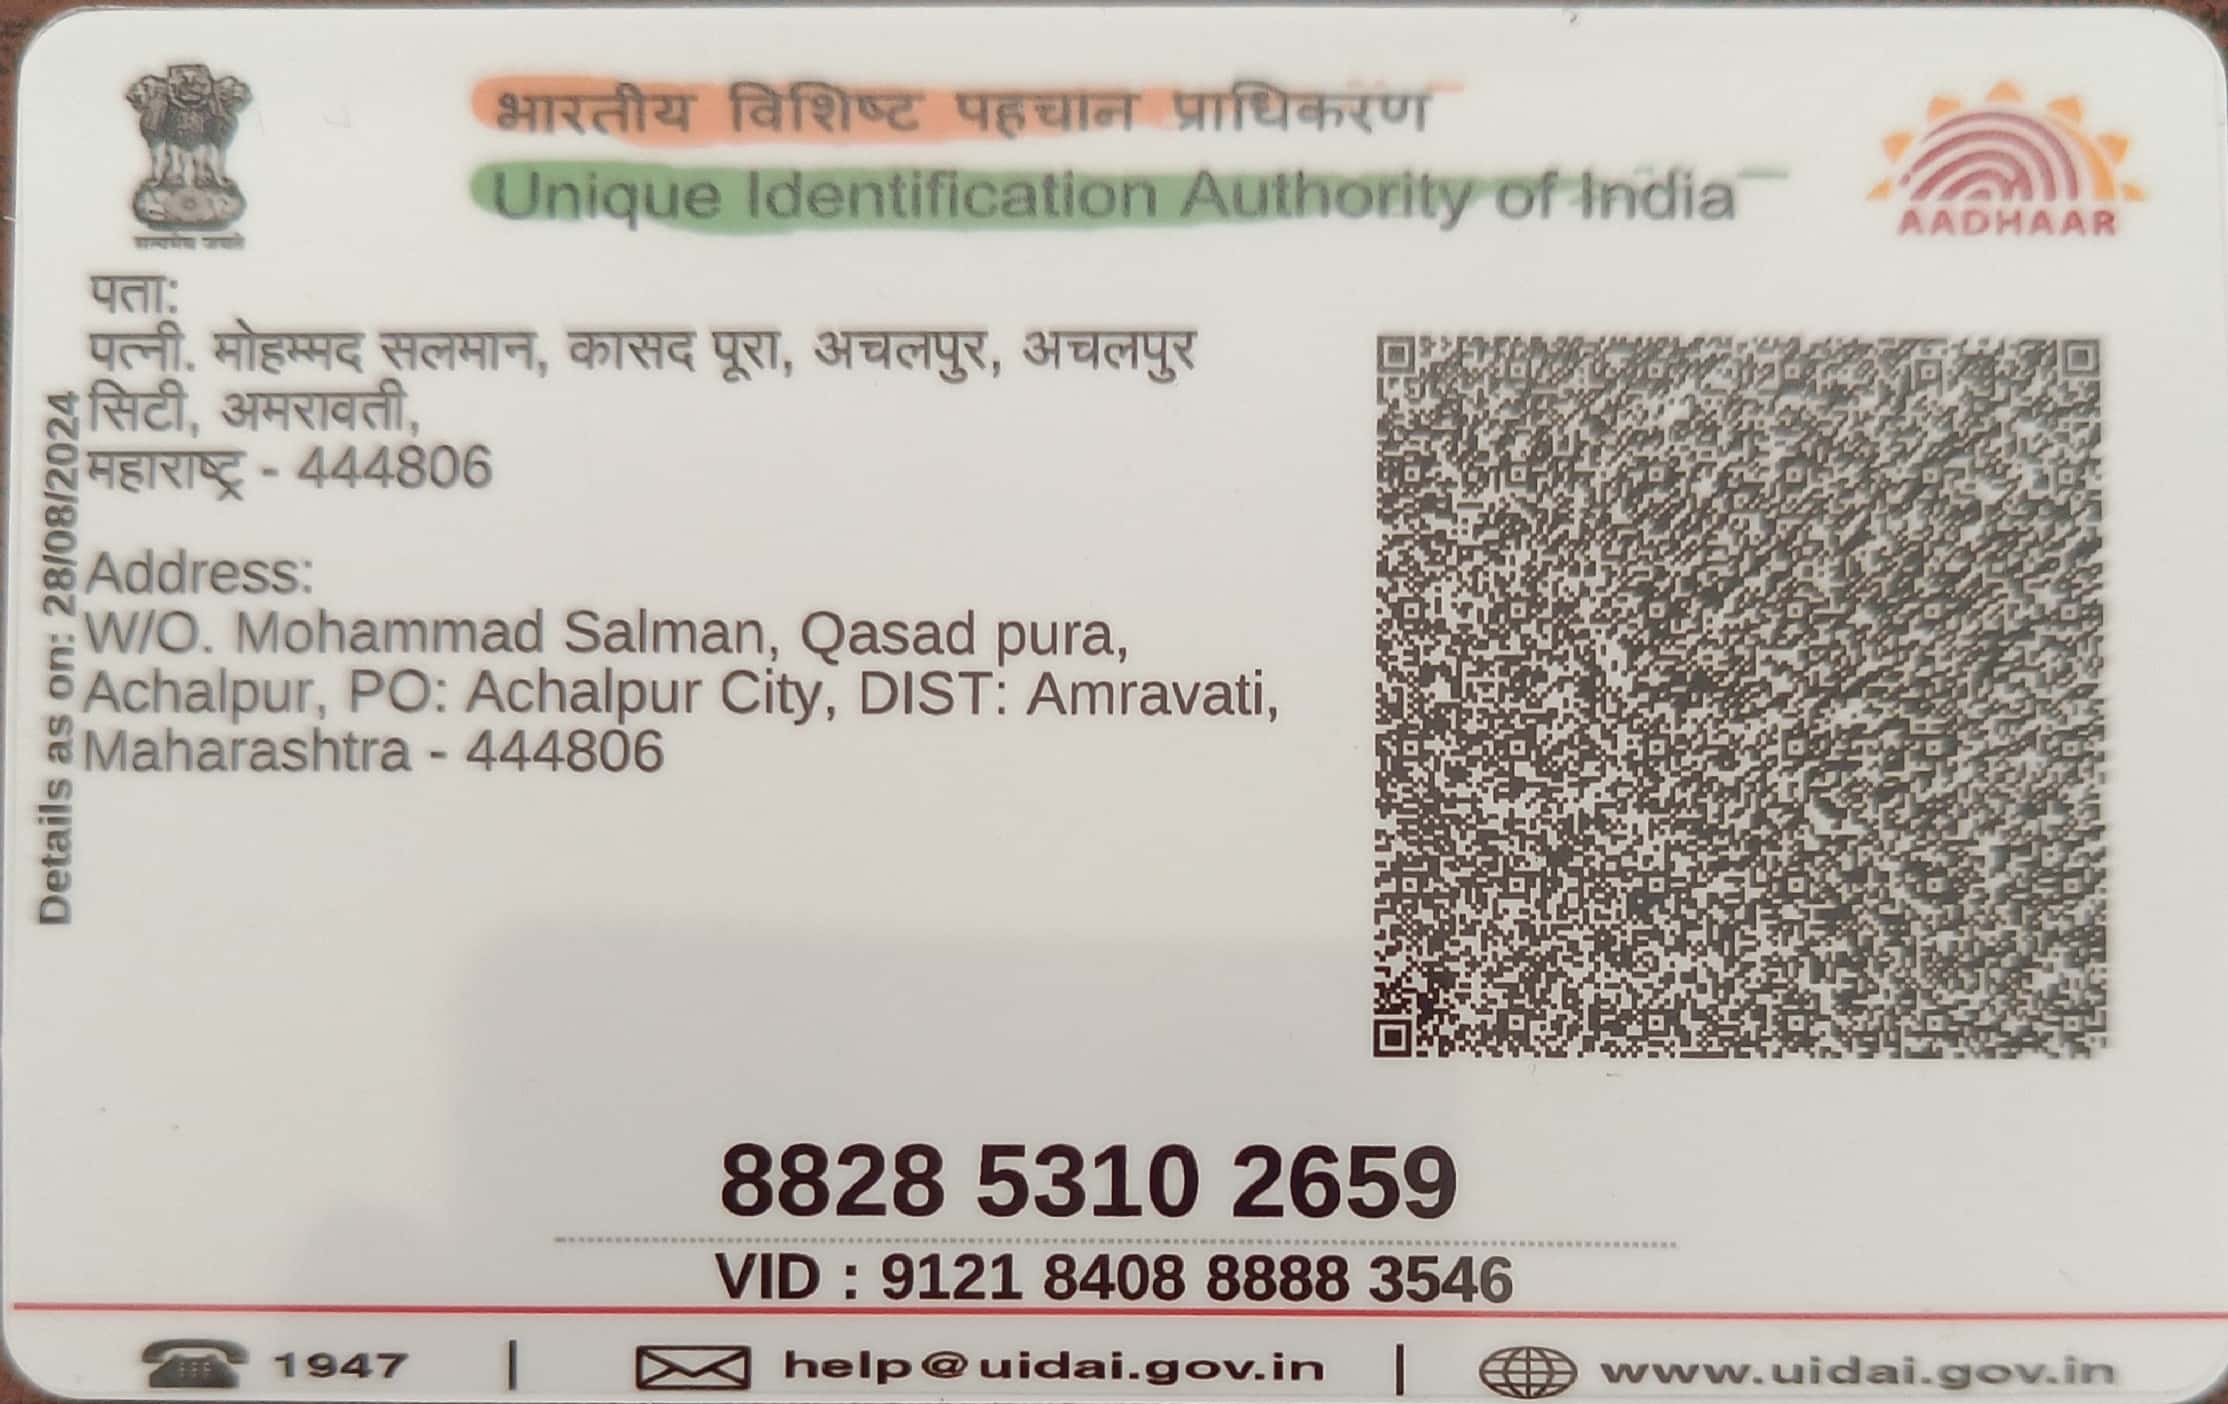 भारतीय विशिष्ट पहचान प्राधिकरण
Unique Identification Authority of India
सत्यमेव जयते
AADHAAR
पता:
पत्नी. मोहम्मद सलमान, कासद पूरा, अचलपुर, अचलपुर
सिटी, अमरावती,
महाराष्ट्र - 444806
Address:
W/O. Mohammad Salman, Qasad pura,
Achalpur, PO: Achalpur City, DIST: Amravati,
Maharashtra - 444806
Details as on: 28/08/2024
8828 5310 2659
VID : 9121 8408 8888 3546
1947 | help@uidai.gov.in | www.uidai.gov.in